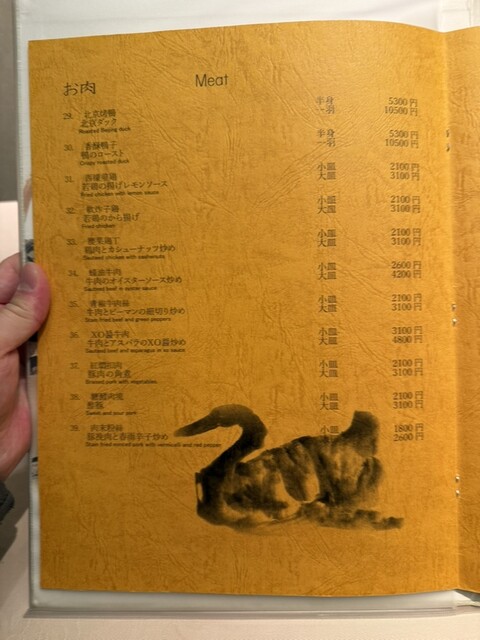 お肉 Meat
29. 北京烤鴨 半身 5300円
北京ダック 一羽 10500円
Roasted Beijing duck
30. 香酥鴨子 半身 5300円
鴨のロースト 一羽 10500円
Crispy roasted duck
31. 小皿 2100円
若鶏の揚げレモンソース 大皿 3100円
Fried chicken with lemon sauce
32. 軟炸子鶏 小皿 2100円
若鶏のから揚げ 大皿 3100円
Fried chicken
33. 腰果鶏丁 小皿 2100円
鶏肉とカシューナッツ炒め 大皿 3100円
Sauteed chicken with cashewnuts
34. 蠔油牛肉 小皿 2600円
牛肉のオイスターソース炒め 大皿 4200円
Sauteed beef in oyster sauce
35. 青椒牛肉絲 小皿 2100円
牛肉とピーマンの細切り炒め 大皿 3100円
Stirm fried beef and green peppers
36. XO醤牛肉 小皿 3100円
牛肉とアスパラのXO醤炒め 大皿 4800円
Sauteed beef and asparagus in xo sauce
37. 紅燜扣肉 小皿 2100円
豚肉の角煮 大皿 3100円
Braised pork with vegetables
38. 小皿 2100円
酢豚 大皿 3100円
Sweet and sour pork
39. 肉末粉絲 小皿 1800円
豚挽肉と春雨辛子炒め 大皿 2600円
Stirm fried minced pork with vermicelli and red pepper